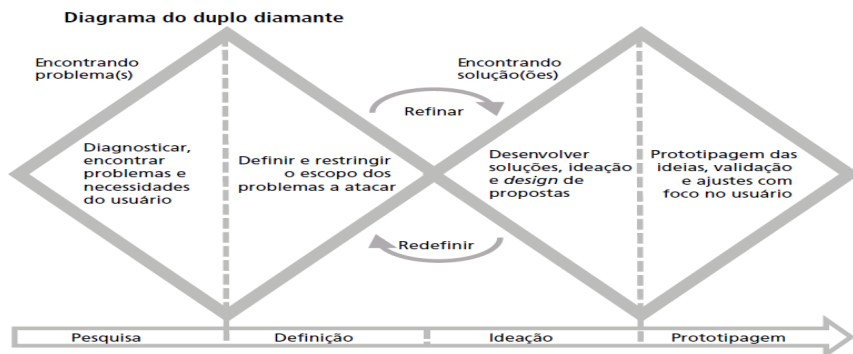 Diagrama do duplo diamante
Encontrando
problema(s)
Encontrando
solução(ões)
Refinar
Diagnosticar,
encontrar
problemas e
necessidades
do usuário
Definir e restringir
o escopo dos
problemas a atacar
Desenvolver
soluções, ideação
e design de
propostas
Prototipagem das
ideias, validação
e ajustes com
foco no usuário
Redefinir
Pesquisa
Definição
Ideação
Prototipagem